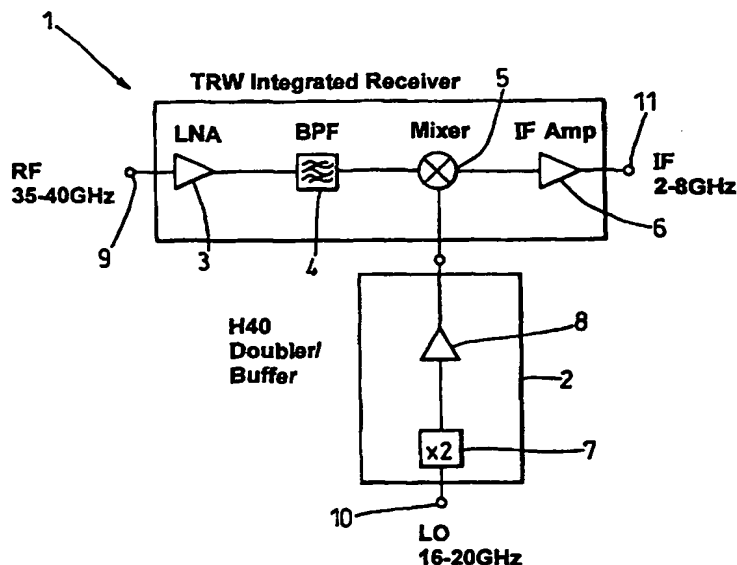 1
TRW Integrated Receiver
5
11
LNA
BPF
Mixer
IF Amp
RF
35-40GHz
IF
2-8GHz
9
3
4
6
H40
Doubler/
Buffer
8
2
x2
7
10
LO
16-20GHz